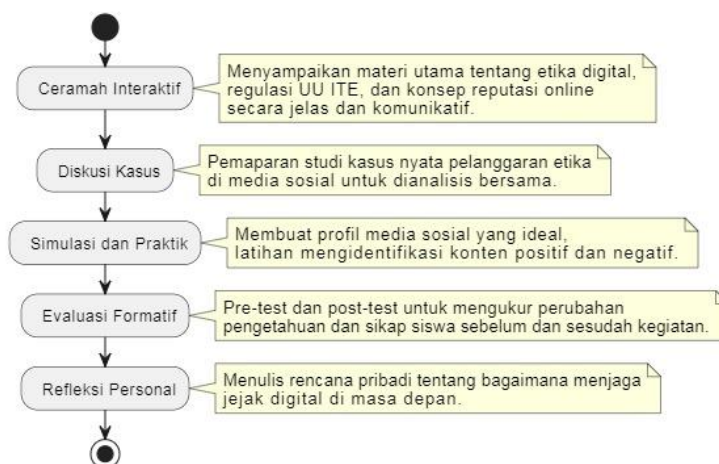 Ceramah Interaktif
Menyampaikan materi utama tentang etika digital,
regulasi UU ITE, dan konsep reputasi online
secara jelas dan komunikatif.
Diskusi Kasus
Pemaparan studi kasus nyata pelanggaran etika
di media sosial untuk dianalisis bersama.
Simulasi dan Praktik
Membuat profil media sosial yang ideal,
latihan mengidentifikasi konten positif dan negatif.
Evaluasi Formatif
Pre-test dan post-test untuk mengukur perubahan
pengetahuan dan sikap siswa sebelum dan sesudah kegiatan.
Refleksi Personal
Menulis rencana pribadi tentang bagaimana menjaga
jejak digital di masa depan.